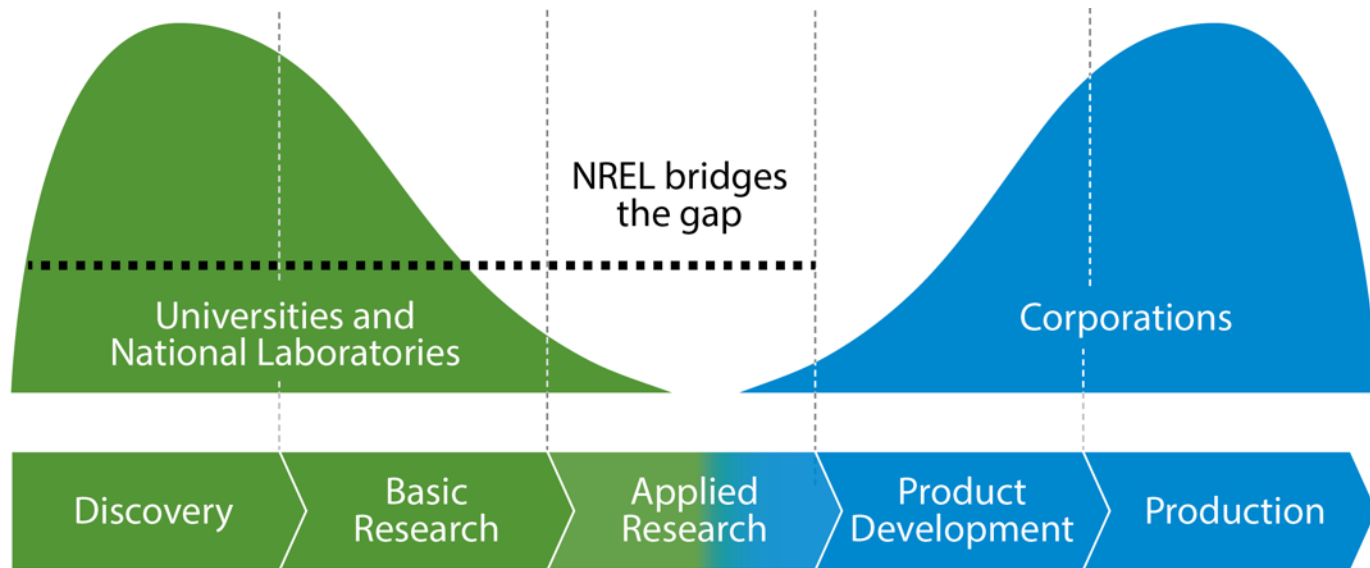 NREL bridges
the gap
Universities and
National Laboratories
Corporations
Discovery
Basic
Research
Applied
Research
Product
Development
Production